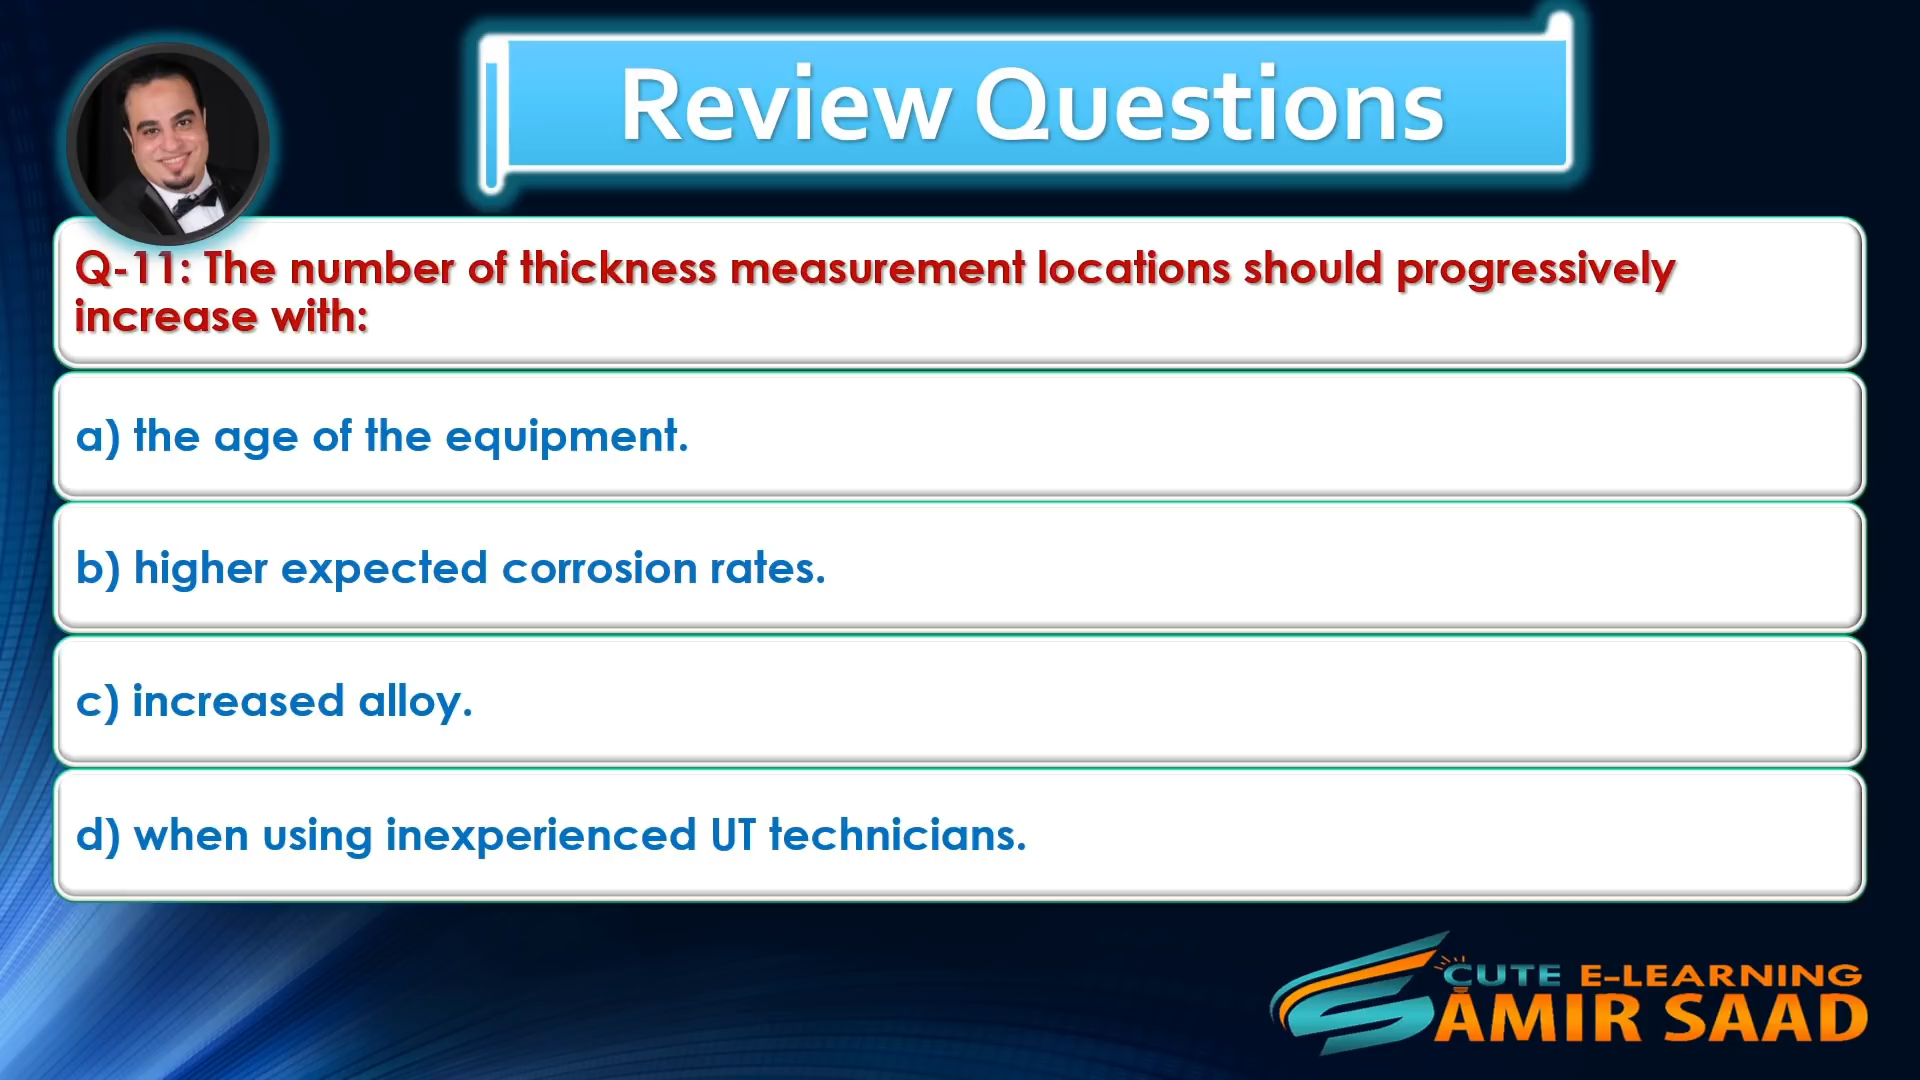 Review Questions
Q-11: The number of thickness measurement locations should progressively
increase with:
a) the age of the equipment.
b) higher expected corrosion rates.
c) increased alloy.
d) when using inexperienced UT technicians.
CUTE E-LEARNING
AMIR SAAD